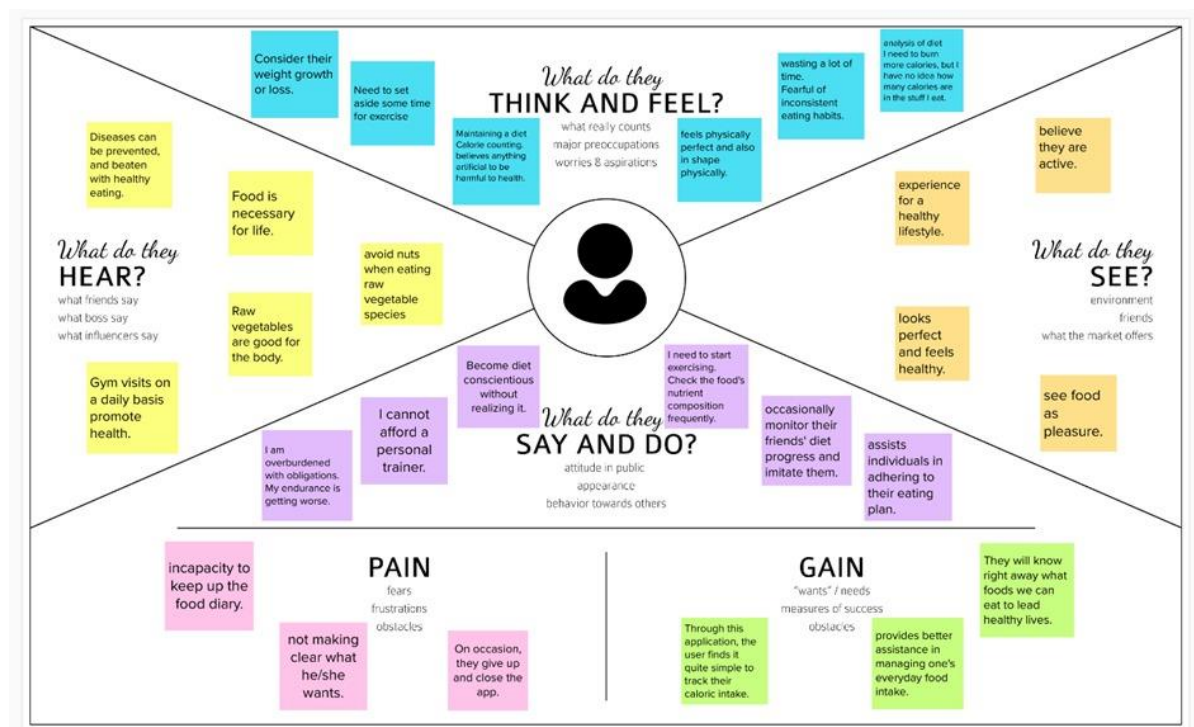 Consider their
weight growth
or loss.
Need to set
aside some time
for exercise
Maintaining a diet
Calorie counting.
believes anything
artificial to be
harmful to health.
What do they
THINK AND FEEL?
what really counts
major preoccupations
worries & aspirations
feels physically
perfect and also
in shape
physically.
wasting a lot of
time.
Fearful of
inconsistent
eating habits.
analysis of diet
I need to burn
more calories, but I
have no idea how
many calories are
in the stuff I eat.
Diseases can
be prevented,
and beaten
with healthy
eating.
Food is
necessary
for life.
What do they
HEAR?
what friends say
what boss say
what influencers say
avoid nuts
when eating
raw
vegetable
species
Raw
vegetables
are good for
the body.
Gym visits on
a daily basis
promote
health.
believe
they are
active.
experience
for a
healthy
lifestyle.
What do they
SEE?
environment
friends
what the market offers
looks
perfect
and feels
healthy.
see food
as
pleasure.
I am
overburdened
with obligations.
My endurance is
getting worse.
I cannot
afford a
personal
trainer.
Become diet
conscientious
without
realizing it.
What do they
SAY AND DO?
attitude in public
appearance
behavior towards others
I need to start
exercising.
Check the food's
nutrient
composition
frequently.
occasionally
monitor their
friends' diet
progress and
imitate them.
assists
individuals in
adhering to
their eating
plan.
incapacity to
keep up the
food diary.
PAIN
fears
frustrations
obstacles
not making
clear what
he/she
wants.
On occasion,
they give up
and close the
app.
GAIN
"wants" / needs
measures of success
obstacles
Through this
application, the
user finds it
quite simple to
track their
caloric intake.
provides better
assistance in
managing one's
everyday food
intake.
They will know
right away what
foods we can
eat to lead
healthy lives.